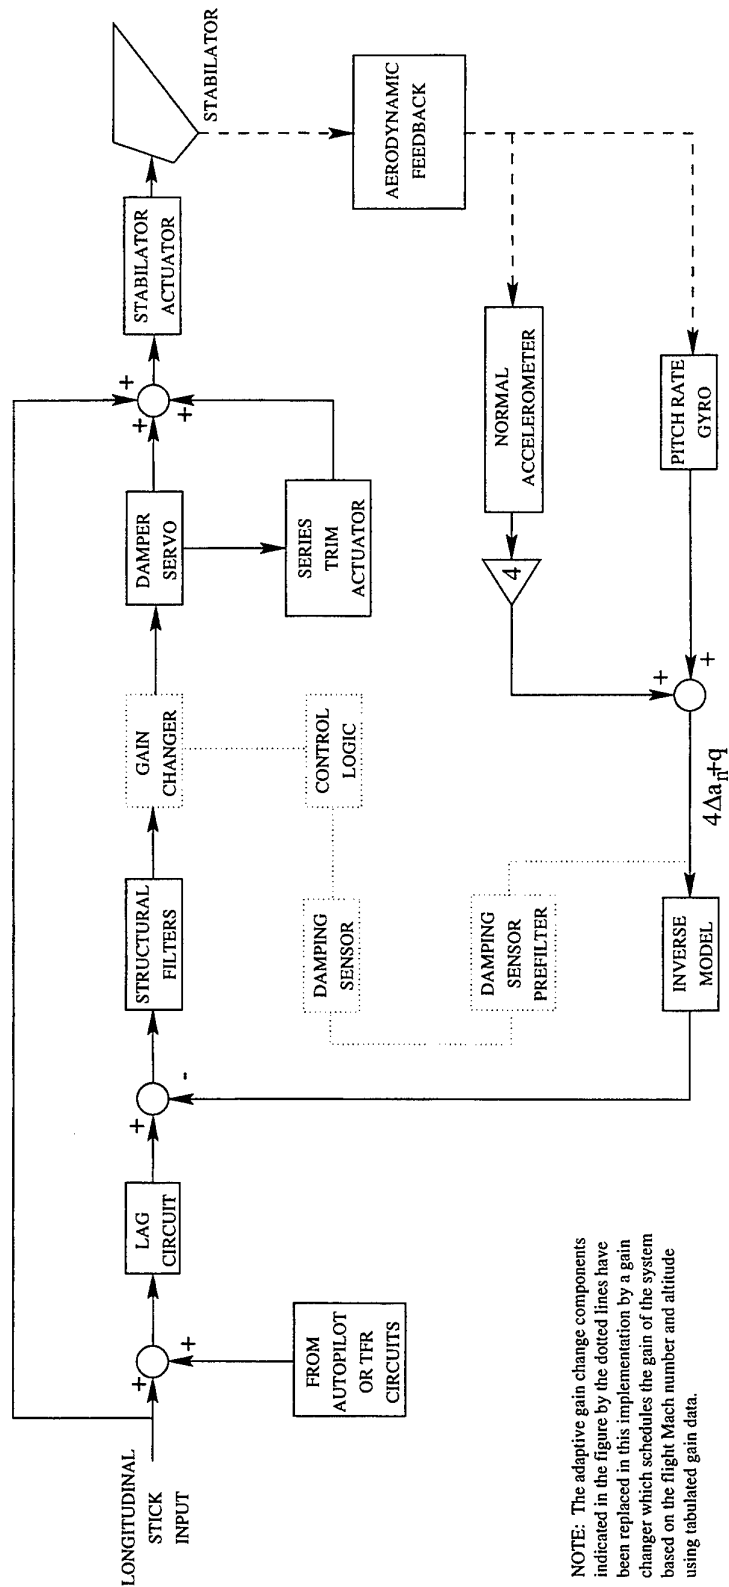 LONGITUDINAL
STICK
INPUT
+
+
FROM
AUTOPILOT
OR TFR
CIRCUITS
LAG
CIRCUIT
+
-
STRUCTURAL
FILTERS
GAIN
CHANGER
DAMPER
SERVO
+
+
+
STABILATOR
ACTUATOR
STABILATOR
SERIES
TRIM
ACTUATOR
CONTROL
LOGIC
DAMPING
SENSOR
AERODYNAMIC
FEEDBACK
DAMPING
SENSOR
PREFILTER
4
NORMAL
ACCELEROMETER
INVERSE
MODEL
4Δan+q
+
+
PITCH RATE
GYRO
NOTE: The adaptive gain change components
indicated in the figure by the dotted lines have
been replaced in this implementation by a gain
changer which schedules the gain of the system
based on the flight Mach number and altitude
using tabulated gain data.